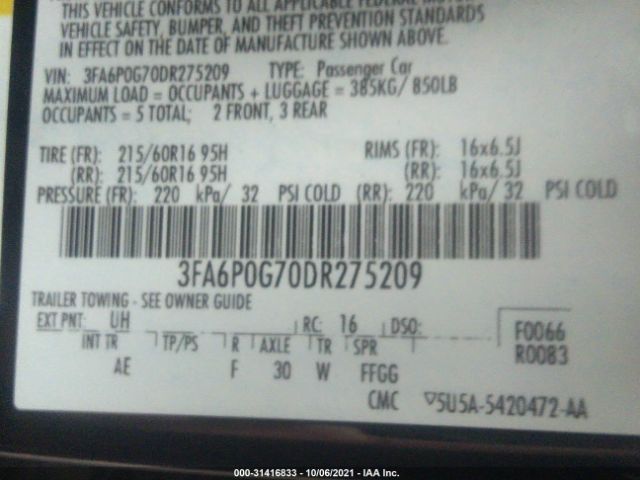 THIS VEHICLE CONFORMS TO ALL APPLICABLE FEDERAL MOTOR
VEHICLE SAFETY, BUMPER, AND THEFT PREVENTION STANDARDS
IN EFFECT ON THE DATE OF MANUFACTURE SHOWN ABOVE.
VIN: 3FA6P0G70DR275209 TYPE: Passenger Car
MAXIMUM LOAD = OCCUPANTS + LUGGAGE = 385KG/ 850LB
OCCUPANTS = 5 TOTAL; 2 FRONT, 3 REAR
TIRE (FR): 215/60R16 95H RIMS (FR): 16x6.5J
(RR): 215/60R16 95H (RR): 16x6.5J
PRESSURE (FR): 220 kPa/ 32 PSI COLD (RR): 220 kPa/ 32 PSI COLD
3FA6P0G70DR275209
TRAILER TOWING - SEE OWNER GUIDE
EXT PNT: UH RC: 16 DSO: F0066
INT TR TP/PS R AXLE TR SPR R0083
AE F 30 W FFGG
CMC ▽5U5A-5420472-AA
000-31416833 - 10/06/2021 - IAA Inc.